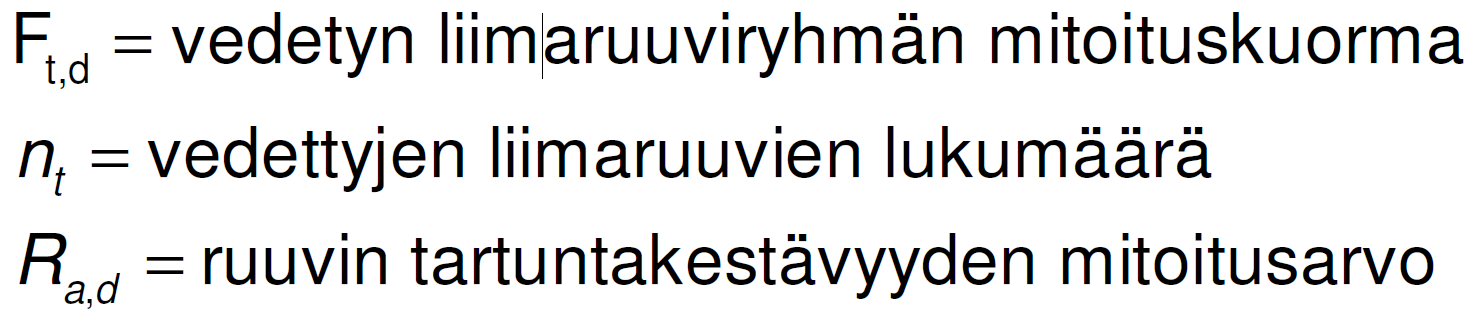 F_t,d = vedetyn liimaruuviryhmän mitoituskuorma
n_t = vedettyjen liimaruuvien lukumäärä
R_a,d = ruuvin tartuntakestävyyden mitoitusarvo